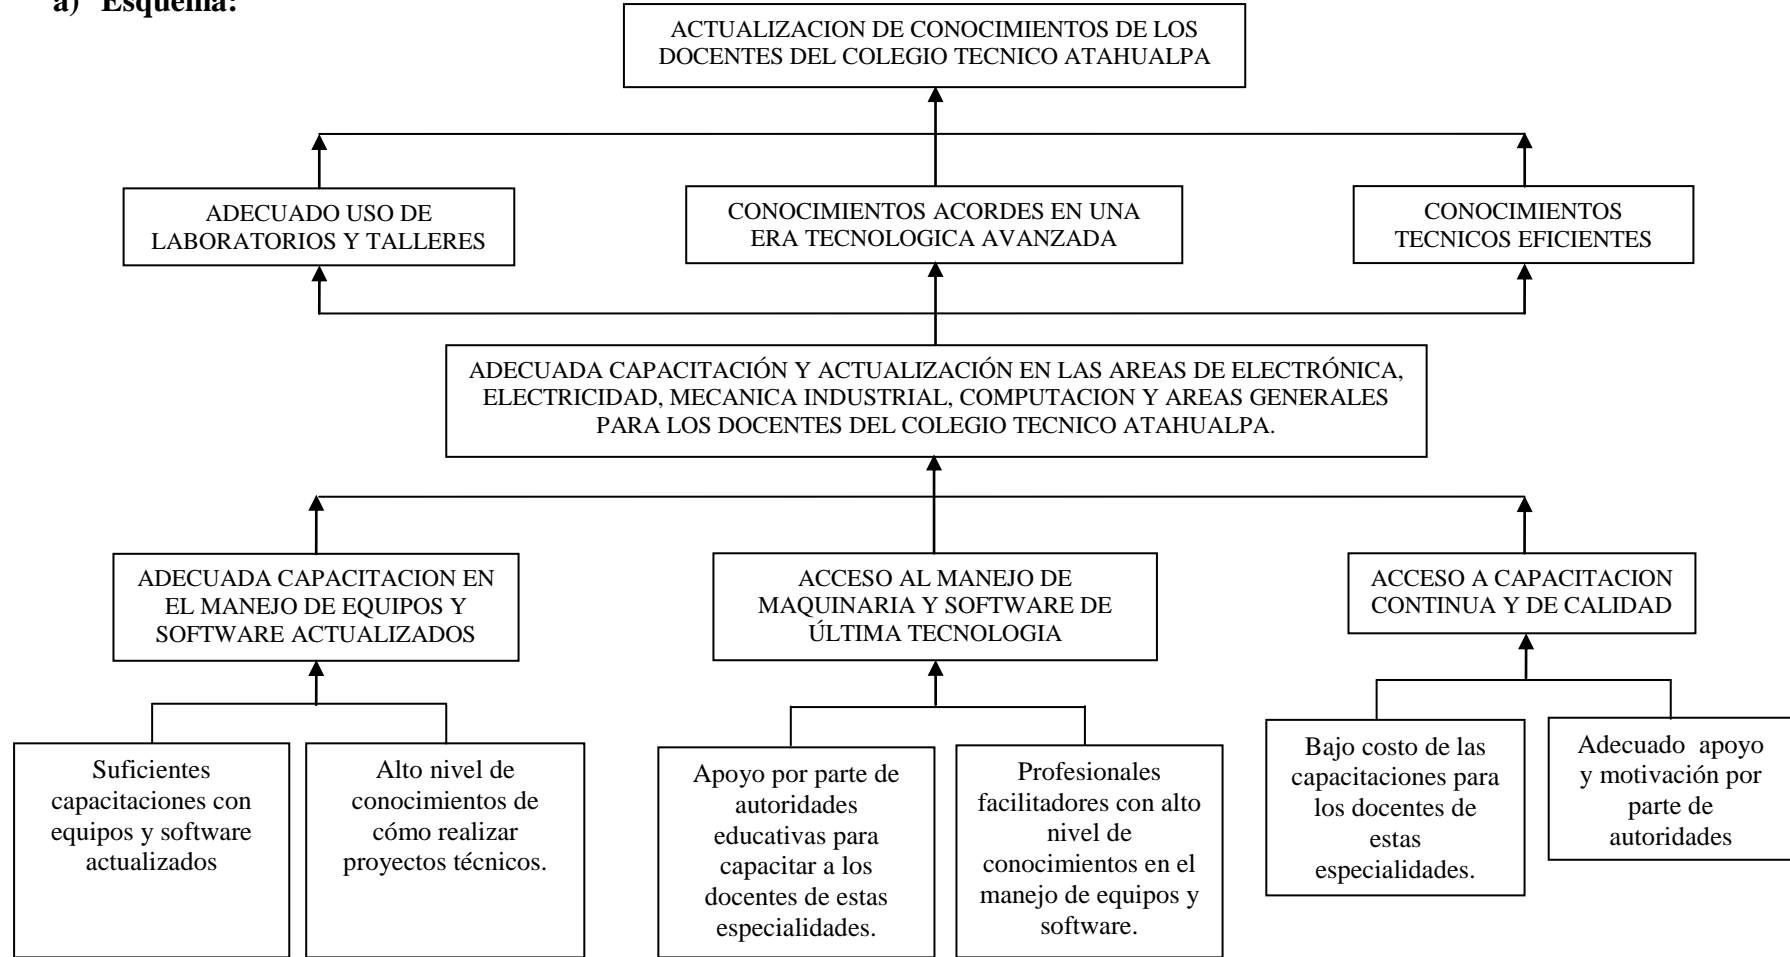 a) Esquema:
ACTUALIZACION DE CONOCIMIENTOS DE LOS
DOCENTES DEL COLEGIO TECNICO ATAHUALPA
ADECUADO USO DE
LABORATORIOS Y TALLERES
CONOCIMIENTOS ACORDES EN UNA
ERA TECNOLOGICA AVANZADA
CONOCIMIENTOS
TECNICOS EFICIENTES
ADECUADA CAPACITACIÓN Y ACTUALIZACIÓN EN LAS AREAS DE ELECTRÓNICA,
ELECTRICIDAD, MECANICA INDUSTRIAL, COMPUTACION Y AREAS GENERALES
PARA LOS DOCENTES DEL COLEGIO TECNICO ATAHUALPA.
ADECUADA CAPACITACION EN
EL MANEJO DE EQUIPOS Y
SOFTWARE ACTUALIZADOS
ACCESO AL MANEJO DE
MAQUINARIA Y SOFTWARE DE
ÚLTIMA TECNOLOGIA
ACCESO A CAPACITACION
CONTINUA Y DE CALIDAD
Suficientes
capacitaciones con
equipos y software
actualizados
Alto nivel de
conocimientos de
cómo realizar
proyectos técnicos.
Apoyo por parte de
autoridades
educativas para
capacitar a los
docentes de estas
especialidades.
Profesionales
facilitadores con alto
nivel de
conocimientos en el
manejo de equipos y
software.
Bajo costo de las
capacitaciones para
los docentes de
estas
especialidades.
Adecuado apoyo
y motivación por
parte de
autoridades